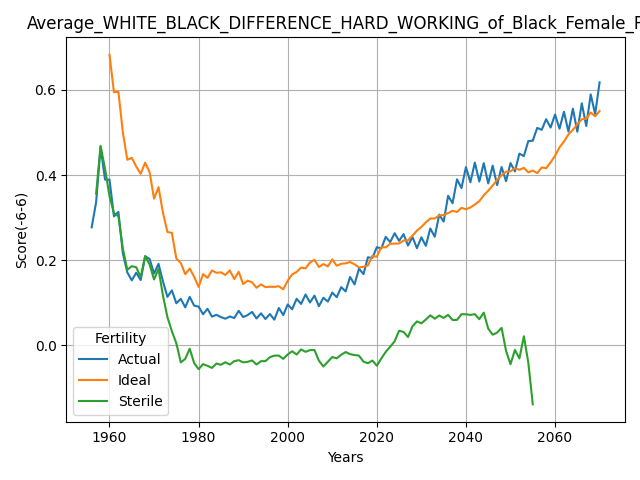 Average_WHITE_BLACK_DIFFERENCE_HARD_WORKING_of_Black_Female_
0.6
0.4
0.2
0.0
Score(-6-6)
Fertility
Actual
Ideal
Sterile
1960 1980 2000 2020 2040 2060
Years